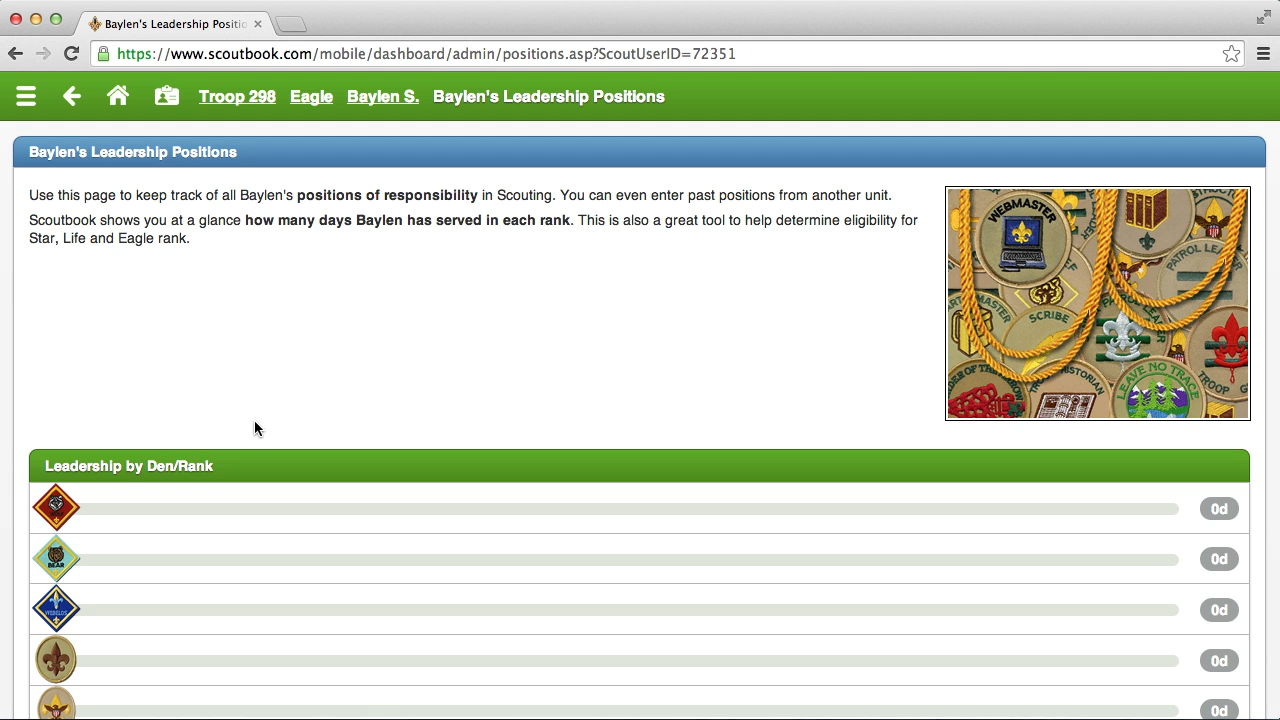 Baylen's Leadership Positio
https://www.scoutbook.com/mobile/dashboard/admin/positions.asp?ScoutUserID=72351
Troop 298 Eagle Baylen S. Baylen's Leadership Positions
Baylen's Leadership Positions
Use this page to keep track of all Baylen's positions of responsibility in Scouting. You can even enter past positions from another unit.
Scoutbook shows you at a glance how many days Baylen has served in each rank. This is also a great tool to help determine eligibility for
Star, Life and Eagle rank.
WEBMASTER
PATROL LEA
SCRIBE
HISTORIAN
LEAVE NO TRACE
TROOP G
Leadership by Den/Rank
0d
BEAR
0d
WEBELOS
0d
0d
0d